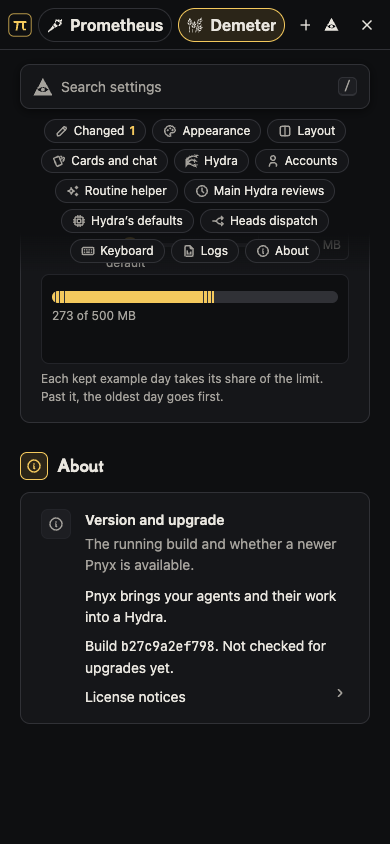 π Prometheus Demeter
Search settings /
Changed 1 Appearance Layout
Cards and chat Hydra Accounts
Routine helper Main Hydra reviews
Hydra's defaults Heads dispatch
Keyboard Logs About MB
default
273 of 500 MB
Each kept example day takes its share of the limit.
Past it, the oldest day goes first.
About
Version and upgrade
The running build and whether a newer
Pnyx is available.
Pnyx brings your agents and their work
into a Hydra.
Build b27c9a2ef798. Not checked for
upgrades yet.
License notices